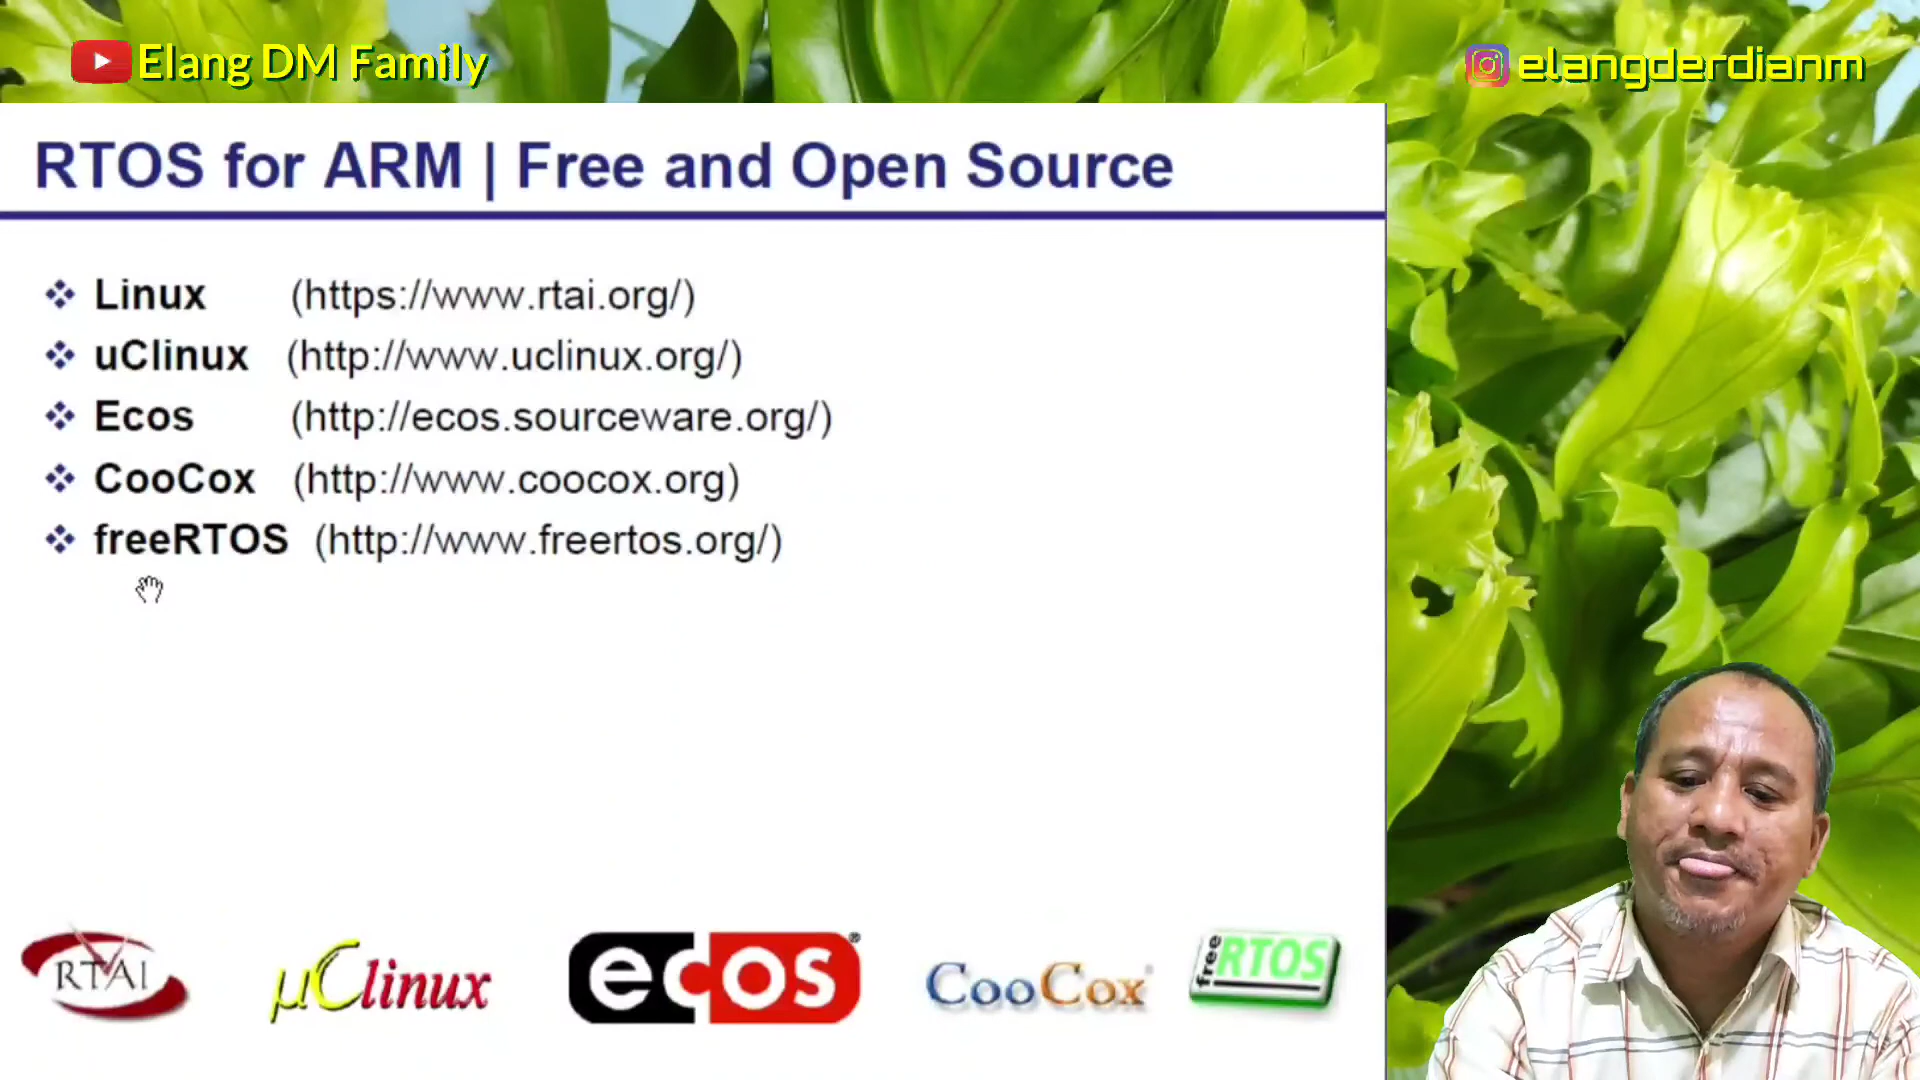 Elang DM Family
elangderdianm
RTOS for ARM | Free and Open Source
Linux (https://www.rtai.org/)
uClinux (http://www.uclinux.org/)
Ecos (http://ecos.sourceware.org/)
CooCox (http://www.coocox.org)
freeRTOS (http://www.freertos.org/)
RTAI
µClinux
ecos®
CooCox
free RTOS